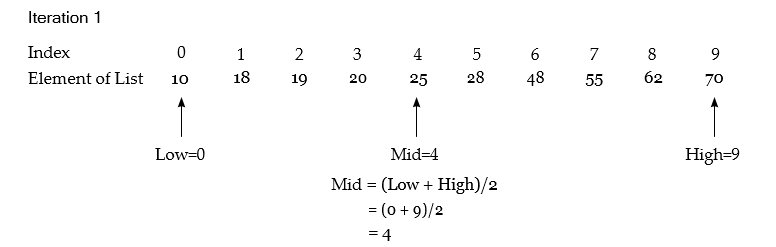 Iteration 1
Index 0 1 2 3 4 5 6 7 8 9
Element of List 10 18 19 20 25 28 48 55 62 70
Low=0 Mid=4 High=9
Mid = (Low + High)/2
= (0 + 9)/2
= 4